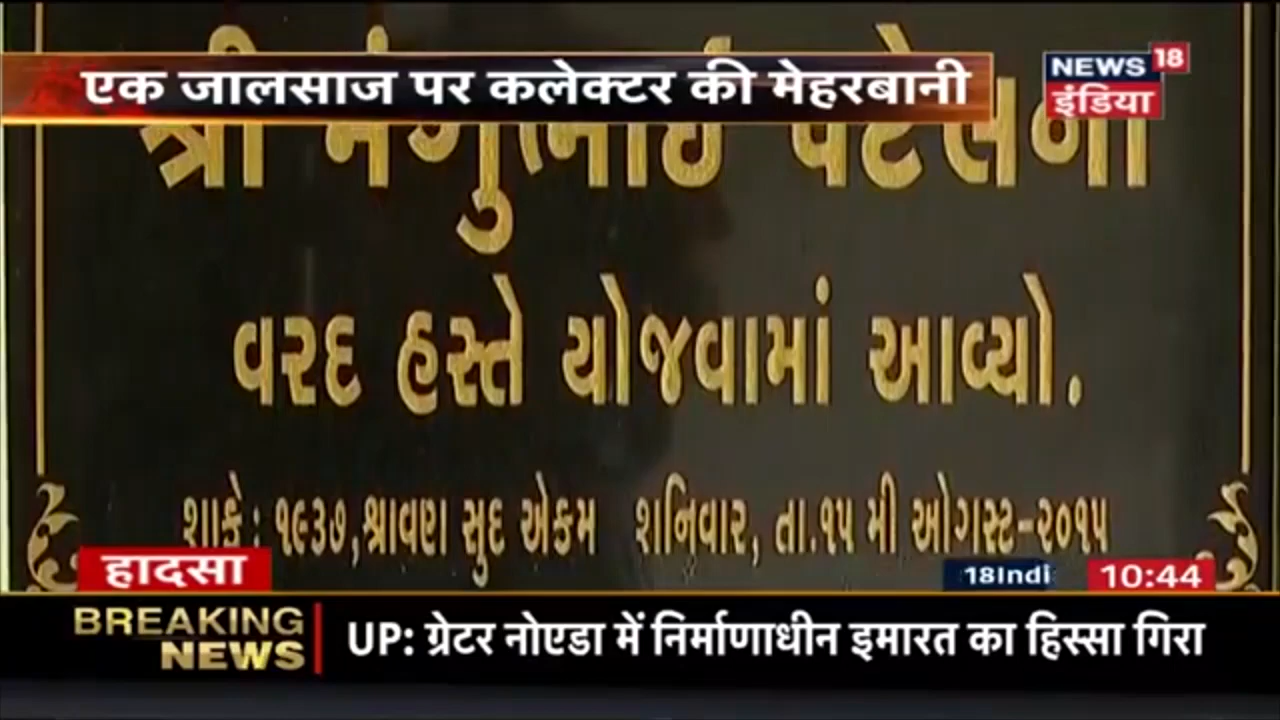 एक जालसाज पर कलेक्टर की मेहरबानी
NEWS 18
इंडिया
શ્રી મંગુભાઈ પટેલના
વરદ હસ્તે યોજવામાં આવ્યો.
શાકે : ૧૯૩૭,શ્રાવણ સુદ એકમ શનિવાર, તા.૧૫ મી ઓગસ્ટ-૨૦૧૫
हादसा
18Indi
10:44
BREAKING
NEWS
UP: ग्रेटर नोएडा में निर्माणाधीन इमारत का हिस्सा गिरा